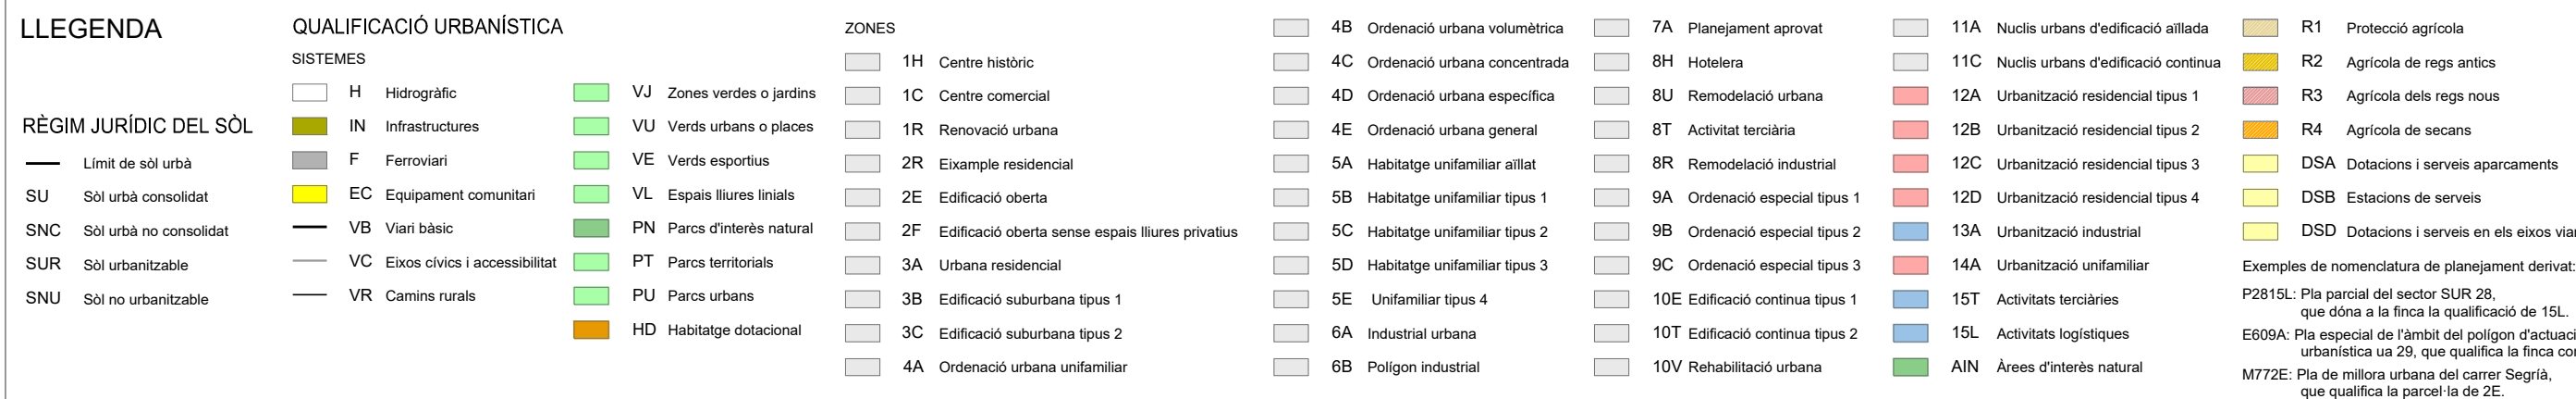 LLEGENDA
RÈGIM JURÍDIC DEL SÒL
Límit de sòl urbà
SU Sòl urbà consolidat
SNC Sòl urbà no consolidat
SUR Sòl urbanitzable
SNU Sòl no urbanitzable
QUALIFICACIÓ URBANÍSTICA
SISTEMES
H Hidrogràfic
IN Infrastructures
F Ferroviari
EC Equipament comunitari
VB Viari bàsic
VC Eixos cívics i accessibilitat
VR Camins rurals
VJ Zones verdes o jardins
VU Verds urbans o places
VE Verds esportius
VL Espais lliures linials
PN Parcs d'interès natural
PT Parcs territorials
PU Parcs urbans
HD Habitatge dotacional
ZONES
1H Centre històric
1C Centre comercial
1R Renovació urbana
2R Eixample residencial
2E Edificació oberta
2F Edificació oberta sense espais lliures privatius
3A Urbana residencial
3B Edificació suburbana tipus 1
3C Edificació suburbana tipus 2
4A Ordenació urbana unifamiliar
4B Ordenació urbana volumètrica
4C Ordenació urbana concentrada
4D Ordenació urbana específica
4E Ordenació urbana general
5A Habitatge unifamiliar aïllat
5B Habitatge unifamiliar tipus 1
5C Habitatge unifamiliar tipus 2
5D Habitatge unifamiliar tipus 3
5E Unifamiliar tipus 4
6A Industrial urbana
6B Polígon industrial
7A Planejament aprovat
8H Hotelera
8U Remodelació urbana
8T Activitat terciària
8R Remodelació industrial
9A Ordenació especial tipus 1
9B Ordenació especial tipus 2
9C Ordenació especial tipus 3
10E Edificació continua tipus 1
10T Edificació continua tipus 2
10V Rehabilitació urbana
11A Nuclis urbans d'edificació aïllada
11C Nuclis urbans d'edificació continua
12A Urbanització residencial tipus 1
12B Urbanització residencial tipus 2
12C Urbanització residencial tipus 3
12D Urbanització residencial tipus 4
13A Urbanització industrial
14A Urbanització unifamiliar
15T Activitats terciàries
15L Activitats logístiques
AIN Àrees d'interès natural
R1 Protecció agrícola
R2 Agrícola de regs antics
R3 Agrícola dels regs nous
R4 Agrícola de secans
DSA Dotacions i serveis aparcaments
DSB Estacions de serveis
DSD Dotacions i serveis en els eixos
Exemples de nomenclatura de planejament derivat:
P2815L: Pla parcial del sector SUR 28,
que dóna a la finca la qualificació de 15L.
E609A: Pla especial de l'àmbit del polígon
urbanística ua 29, que qualifica la finca
M772E: Pla de millora urbana del carrer Segrià,
que qualifica la parcel·la de 2E.